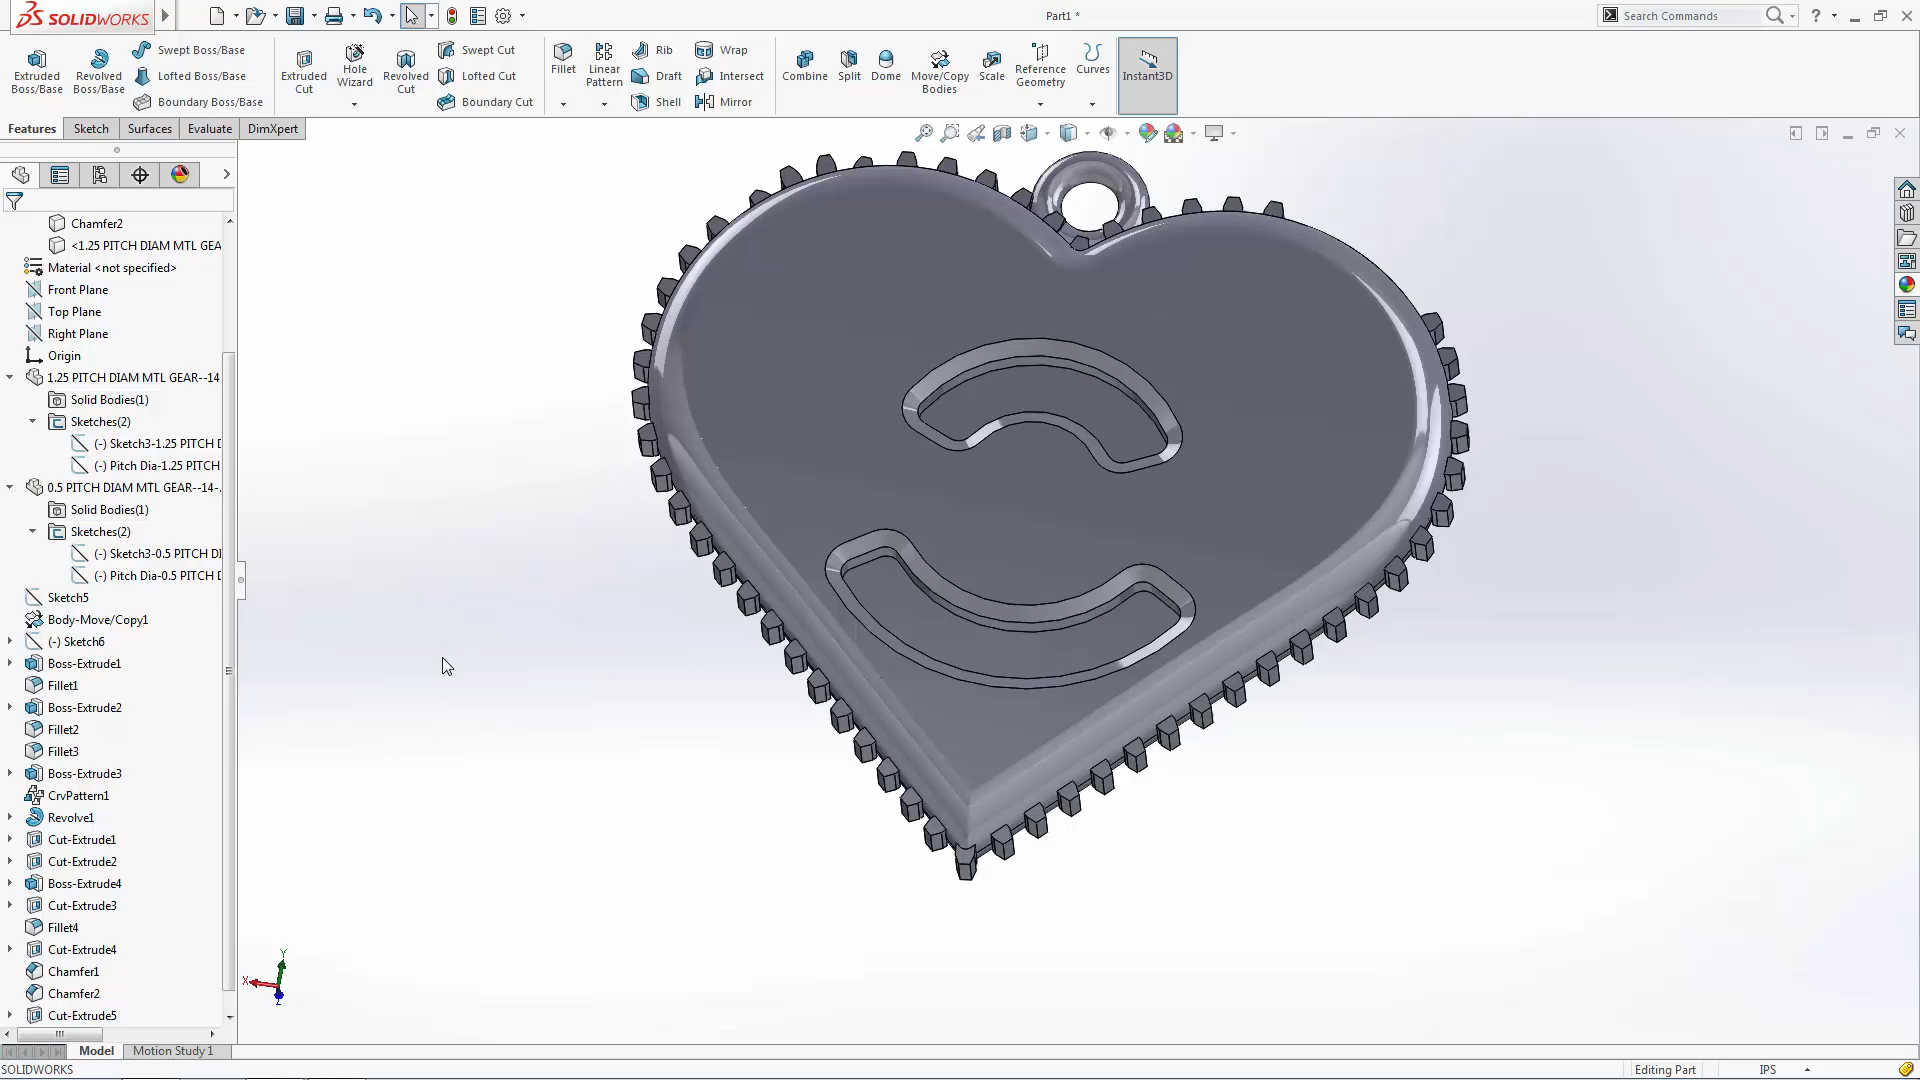 SOLIDWORKS
Part1 *
Search Commands
Extruded Boss/Base
Revolved Boss/Base
Swept Boss/Base
Lofted Boss/Base
Boundary Boss/Base
Extruded Cut
Hole Wizard
Revolved Cut
Swept Cut
Lofted Cut
Boundary Cut
Fillet
Linear Pattern
Rib
Draft
Shell
Wrap
Intersect
Mirror
Combine
Split
Dome
Move/Copy Bodies
Scale
Reference Geometry
Curves
Instant3D
Features
Sketch
Surfaces
Evaluate
DimXpert
Chamfer2
<1.25 PITCH DIAM MTL GEA
Material <not specified>
Front Plane
Top Plane
Right Plane
Origin
1.25 PITCH DIAM MTL GEAR--14
Solid Bodies(1)
Sketches(2)
(-) Sketch3-1.25 PITCH D
(-) Pitch Dia-1.25 PITCH
0.5 PITCH DIAM MTL GEAR--14-
Solid Bodies(1)
Sketches(2)
(-) Sketch3-0.5 PITCH DI
(-) Pitch Dia-0.5 PITCH D
Sketch5
Body-Move/Copy1
(-) Sketch6
Boss-Extrude1
Fillet1
Boss-Extrude2
Fillet2
Fillet3
Boss-Extrude3
CrvPattern1
Revolve1
Cut-Extrude1
Cut-Extrude2
Boss-Extrude4
Cut-Extrude3
Fillet4
Cut-Extrude4
Chamfer1
Chamfer2
Cut-Extrude5
Y
X
Z
Model
Motion Study 1
SOLIDWORKS
Editing Part
IPS